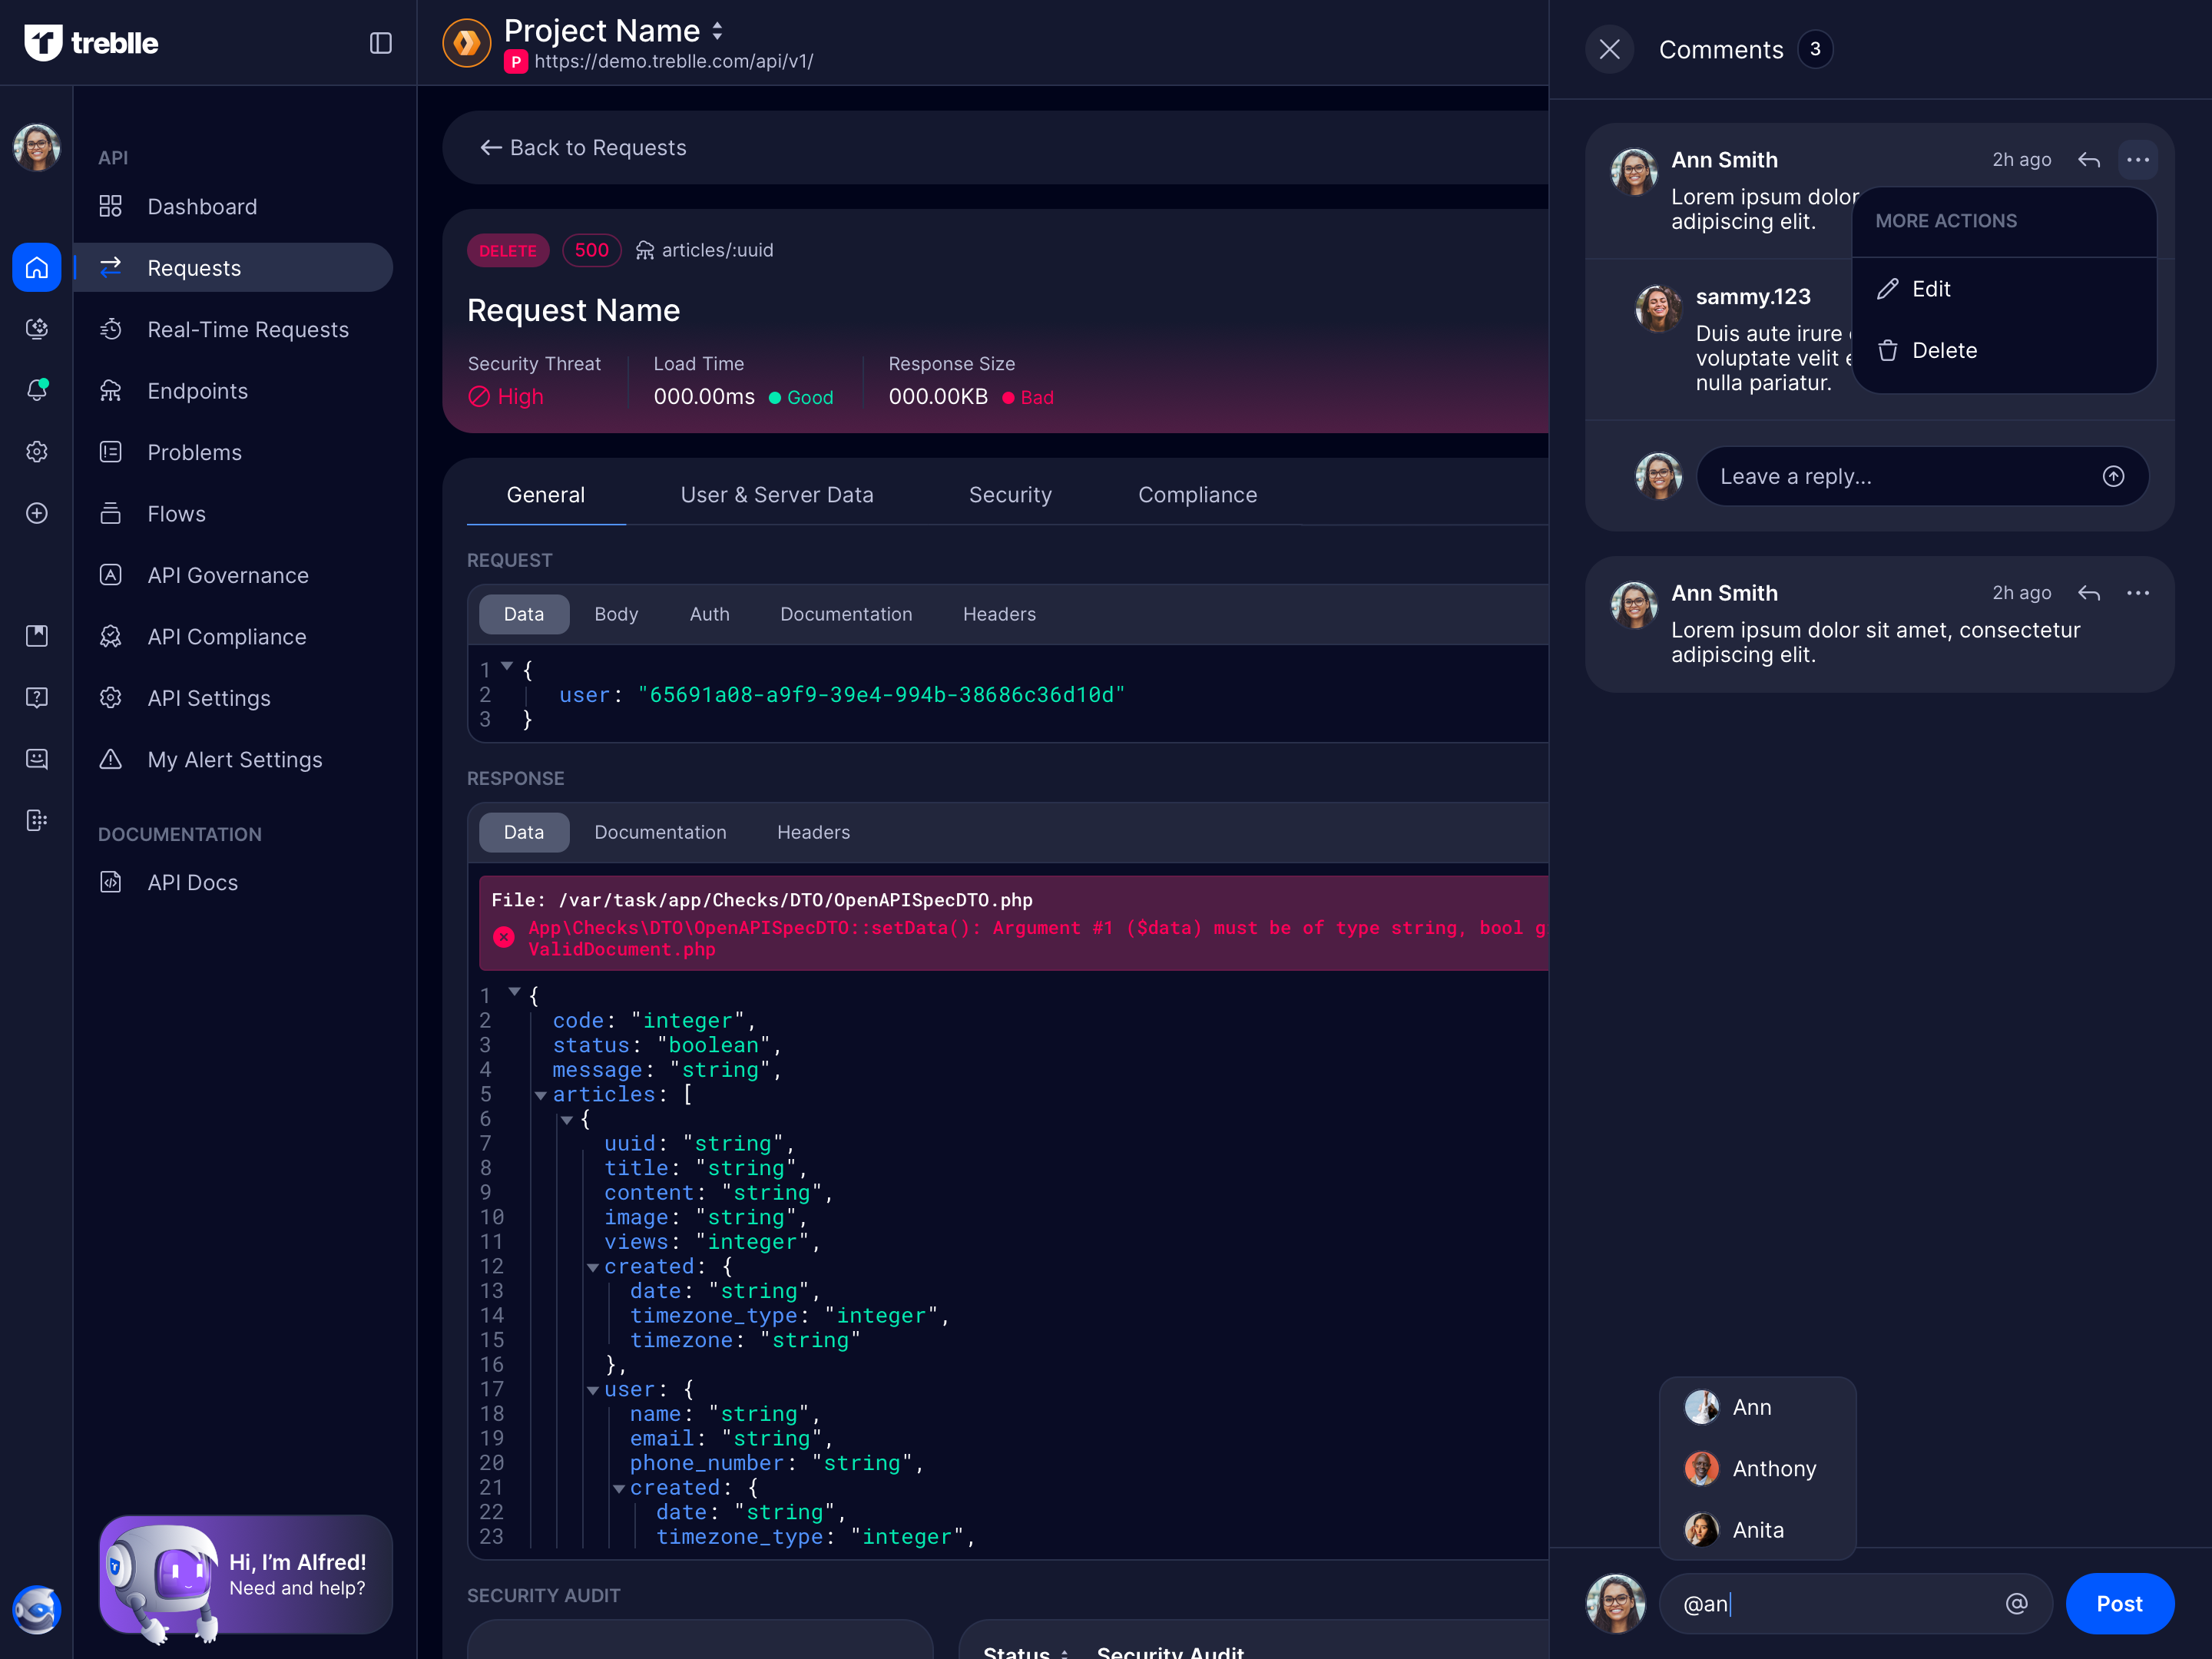 treblle
Project Name
P https://demo.treblle.com/api/v1/
API
Dashboard
Requests
Real-Time Requests
Endpoints
Problems
Flows
API Governance
API Compliance
API Settings
My Alert Settings
DOCUMENTATION
API Docs
Hi, I’m Alfred!
Need and help?
Back to Requests
DELETE 500 articles/:uuid
Request Name
Security Threat
High
Load Time
000.00ms Good
Response Size
000.00KB Bad
General User & Server Data Security Compliance
REQUEST
Data Body Auth Documentation Headers
1 {
2 user: "65691a08-a9f9-39e4-994b-38686c36d10d"
3 }
RESPONSE
Data Documentation Headers
File: /var/task/app/Checks/DTO/OpenAPISpecDTO.php
App\Checks\DTO\OpenAPISpecDTO::setData(): Argument #1 ($data) must be of type string, bool g
ValidDocument.php
1 {
2 code: "integer",
3 status: "boolean",
4 message: "string",
5 articles: [
6 {
7 uuid: "string",
8 title: "string",
9 content: "string",
10 image: "string",
11 views: "integer",
12 created: {
13 date: "string",
14 timezone_type: "integer",
15 timezone: "string"
16 },
17 user: {
18 name: "string",
19 email: "string",
20 phone_number: "string",
21 created: {
22 date: "string",
23 timezone_type: "integer",
SECURITY AUDIT
Status Security Audit
Comments 3
Ann Smith 2h ago
Lorem ipsum dolor
adipiscing elit.
MORE ACTIONS
Edit
Delete
sammy.123
Duis aute irure
voluptate velit
nulla pariatur.
Leave a reply...
Ann Smith 2h ago
Lorem ipsum dolor sit amet, consectetur
adipiscing elit.
Ann
Anthony
Anita
@an
@
Post